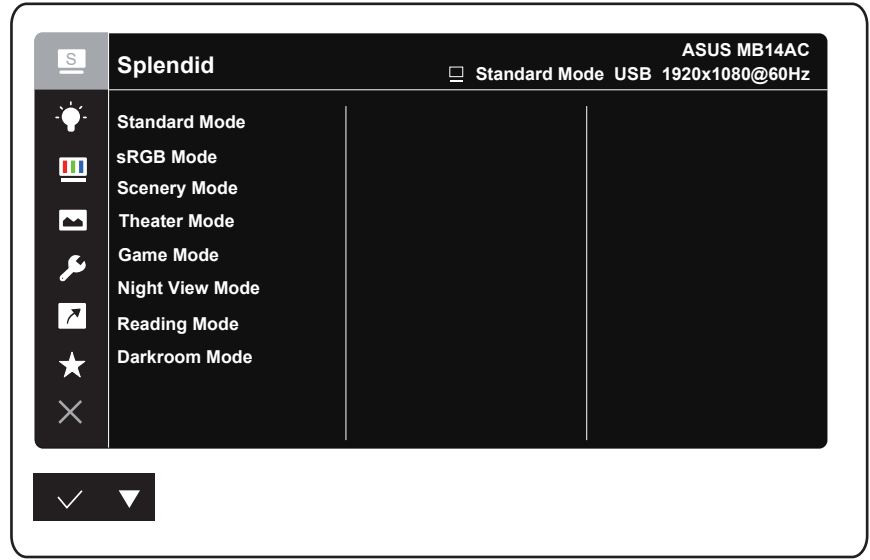 S
Splendid
ASUS MB14AC
Standard Mode USB 1920x1080@60Hz
Standard Mode
sRGB Mode
Scenery Mode
Theater Mode
Game Mode
Night View Mode
Reading Mode
Darkroom Mode